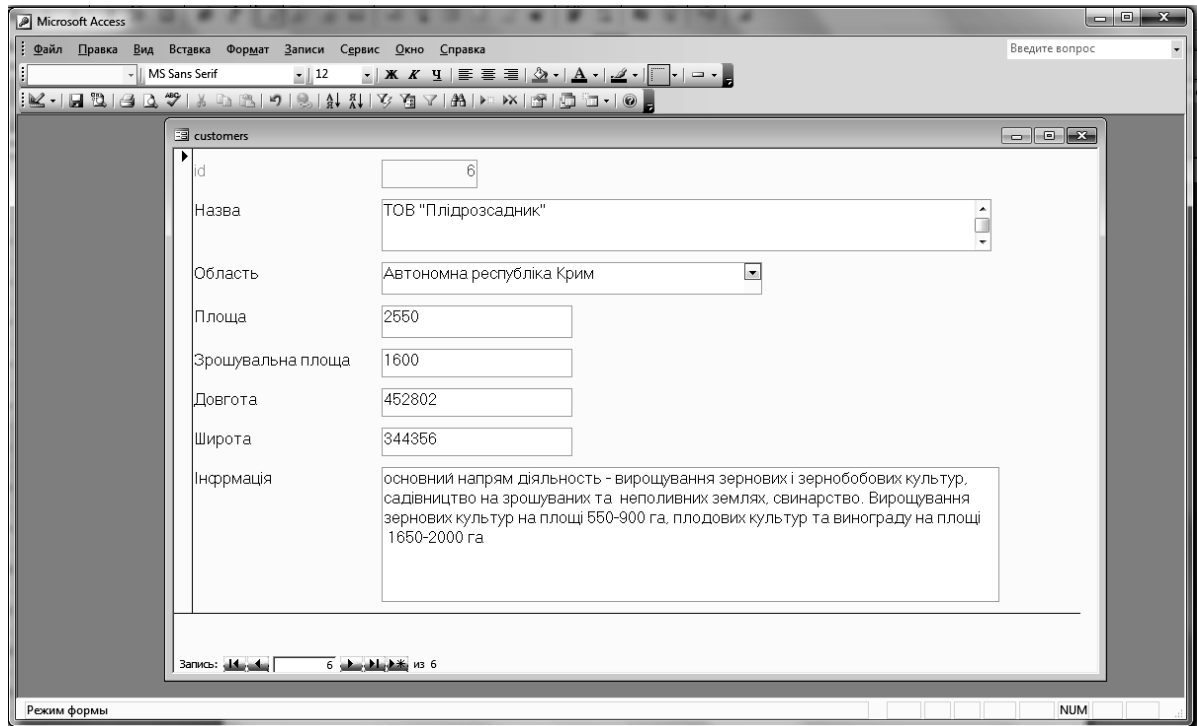 Microsoft Access
Файл Правка Вид Вставка Формат Записи Сервис Окно Справка Введите вопрос
MS Sans Serif 12 Ж К Ч
customers
id 6
Назва ТОВ "Плідрозсадник"
Область Автономна республіка Крим
Площа 2550
Зрошувальна площа 1600
Довгота 452802
Широта 344356
Інфрмація основний напрям діяльность - вирощування зернових і зернобобових культур,
садівництво на зрошуваних та неполивних землях, свинарство. Вирощування
зернових культур на площі 550-900 га, плодових культур та винограду на площі
1650-2000 га
Запись: 6 из 6
Режим формы NUM